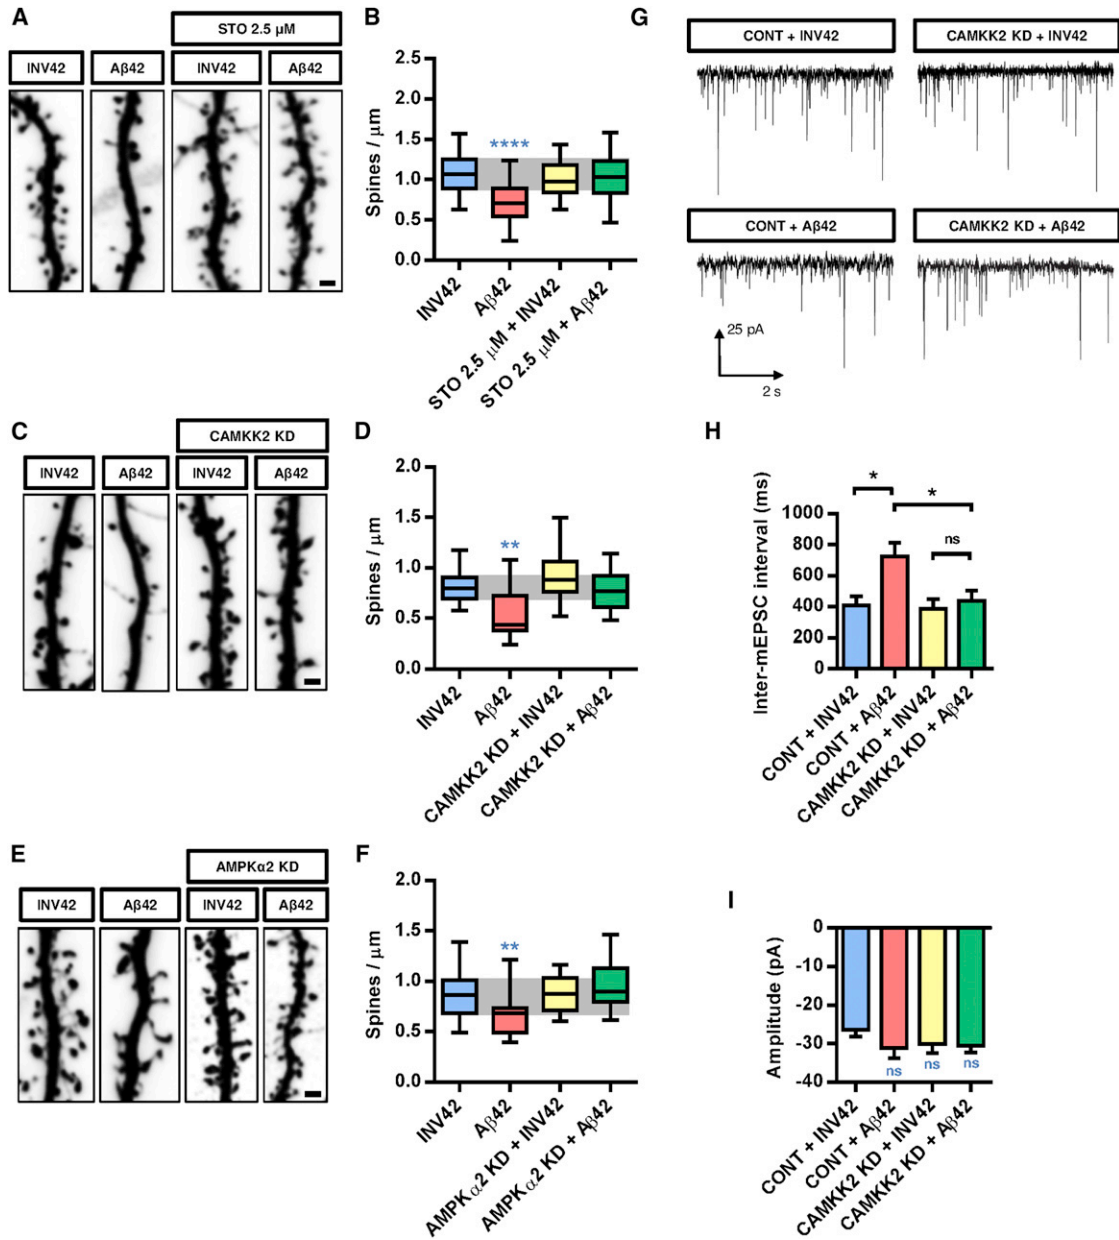 A
STO 2.5 μM
INV42 Aβ42 INV42 Aβ42
B
Spines / μm
2.5
2.0
1.5
1.0
0.5
0.0
****
INV42
Aβ42
STO 2.5 μM + INV42
STO 2.5 μM + Aβ42
C
CAMKK2 KD
INV42 Aβ42 INV42 Aβ42
D
Spines / μm
2.0
1.5
1.0
0.5
0.0
**
INV42
Aβ42
CAMKK2 KD + INV42
CAMKK2 KD + Aβ42
E
AMPKα2 KD
INV42 Aβ42 INV42 Aβ42
F
Spines / μm
2.0
1.5
1.0
0.5
0.0
**
INV42
Aβ42
AMPKα2 KD + INV42
AMPKα2 KD + Aβ42
G
CONT + INV42 CAMKK2 KD + INV42
CONT + Aβ42 CAMKK2 KD + Aβ42
25 pA
2 s
H
Inter-mEPSC interval (ms)
1000
800
600
400
200
0
*
*
ns
CONT + INV42
CONT + Aβ42
CAMKK2 KD + INV42
CAMKK2 KD + Aβ42
I
Amplitude (pA)
0
-10
-20
-30
-40
ns ns ns
CONT + INV42
CONT + Aβ42
CAMKK2 KD + INV42
CAMKK2 KD + Aβ42